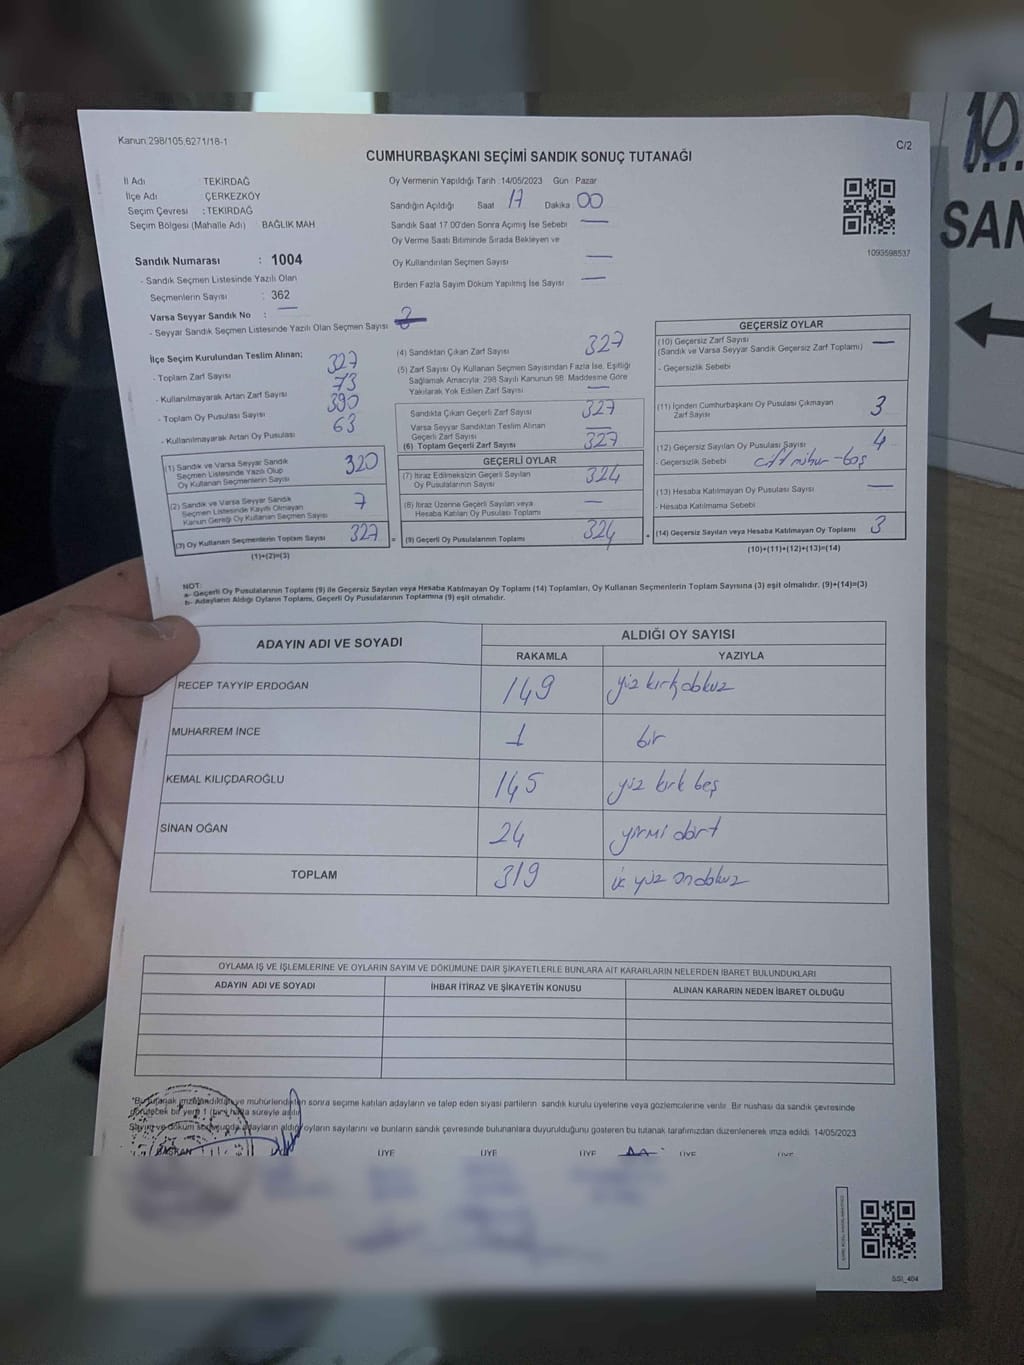 Kanun:298/105,6271/18-1
C/2
CUMHURBAŞKANI SEÇİMİ SANDIK SONUÇ TUTANAĞI
İl Adı : TEKİRDAĞ
İlçe Adı : ÇERKEZKÖY
Seçim Çevresi : TEKİRDAĞ
Seçim Bölgesi (Mahalle Adı) BAĞLIK MAH
Sandık Numarası : 1004
- Sandık Seçmen Listesinde Yazılı Olan
Seçmenlerin Sayısı : 362
Varsa Seyyar Sandık No :
- Seyyar Sandık Seçmen Listesinde Yazılı Olan Seçmen Sayısı
Oy Vermenin Yapıldığı Tarih : 14/05/2023 Gün : Pazar
Sandığın Açıldığı Saat 17 Dakika 00
Sandık Saat 17.00'den Sonra Açımış İse Sebebi —
Oy Verme Saati Bitiminde Sırada Bekleyen ve
Oy Kullandırılan Seçmen Sayısı —
Birden Fazla Sayım Döküm Yapılmış İse Sayısı —
1093598537
10
SAN
İlçe Seçim Kurulundan Teslim Alınan;
- Toplam Zarf Sayısı 327
- Kullanılmayarak Artan Zarf Sayısı 73
- Toplam Oy Pusulası Sayısı 390
- Kullanılmayarak Artan Oy Pusulası 63
(1) Sandık ve Varsa Seyyar Sandık
Seçmen Listesinde Yazılı Olup
Oy Kullanan Seçmenlerin Sayısı 320
(2) Sandık ve Varsa Seyyar Sandık
Seçmen Listesinde Kayıtlı Olmayan
Kanun Gereği Oy Kullanan Seçmen Sayısı 7
(3) Oy Kullanan Seçmenlerin Toplam Sayısı 327
(1)+(2)=(3)
(4) Sandıktan Çıkan Zarf Sayısı 327
(5) Zarf Sayısı Oy Kullanan Seçmen Sayısından Fazla İse, Eşitliği
Sağlamak Amacıyla; 298 Sayılı Kanunun 98. Maddesine Göre
Yakılarak Yok Edilen Zarf Sayısı —
Sandıkta Çıkan Geçerli Zarf Sayısı 327
Varsa Seyyar Sandıktan Teslim Alınan
Geçerli Zarf Sayısı —
(6) Toplam Geçerli Zarf Sayısı 327
GEÇERLİ OYLAR
(7) İtiraz Edilmeksizin Geçerli Sayılan
Oy Pusulalarının Sayısı 324
(8) İtiraz Üzerine Geçerli Sayılan veya
Hesaba Katılan Oy Pusulası Toplamı —
= (9) Geçerli Oy Pusulalarının Toplamı 324
GEÇERSİZ OYLAR
(10) Geçersiz Zarf Sayısı —
(Sandık ve Varsa Seyyar Sandık Geçersiz Zarf Toplamı)
- Geçersizlik Sebebi
(11) İçinden Cumhurbaşkanı Oy Pusulası Çıkmayan
Zarf Sayısı 3
(12) Geçersiz Sayılan Oy Pusulası Sayısı 4
- Geçersizlik Sebebi çift mühür - boş
(13) Hesaba Katılmayan Oy Pusulası Sayısı —
- Hesaba Katılmama Sebebi
+ (14) Geçersiz Sayılan veya Hesaba Katılmayan Oy Toplamı 3
(10)+(11)+(12)+(13)=(14)
NOT:
a- Geçerli Oy Pusulalarının Toplamı (9) ile Geçersiz Sayılan veya Hesaba Katılmayan Oy Toplamı (14) Toplamları, Oy Kullanan Seçmenlerin Toplam Sayısına (3) eşit olmalıdır. (9)+(14)=(3)
b- Adayların Aldığı Oyların Toplamı, Geçerli Oy Pusulalarının Toplamına (9) eşit olmalıdır.
ADAYIN ADI VE SOYADI ALDIĞI OY SAYISI
RAKAMLA YAZIYLA
RECEP TAYYİP ERDOĞAN 149 yüz kırk dokuz
MUHARREM İNCE 1 bir
KEMAL KILIÇDAROĞLU 145 yüz kırk beş
SİNAN OĞAN 24 yirmi dört
TOPLAM 319 üç yüz ondokuz
OYLAMA İŞ VE İŞLEMLERİNE VE OYLARIN SAYIM VE DÖKÜMÜNE DAİR ŞİKAYETLERLE BUNLARA AİT KARARLARIN NELERDEN İBARET BULUNDUKLARI
ADAYIN ADI VE SOYADI İHBAR İTİRAZ VE ŞİKAYETİN KONUSU ALINAN KARARIN NEDEN İBARET OLDUĞU
*Bu tutanak imzalandıktan ve mühürlendikten sonra seçime katılan adayların ve talep eden siyasi partilerin sandık kurulu üyelerine veya gözlemcilerine verilir. Bir nüshası da sandık çevresinde
görülecek bir yere 1 (bir) hafta süreyle asılır.
Sayım ve döküm sonucunda adayların aldığı oyların sayılarını ve bunların sandık çevresinde bulunanlara duyurulduğunu gösteren bu tutanak tarafımızdan düzenlenerek imza edildi. 14/05/2023
BAŞKAN ÜYE ÜYE ÜYE ÜYE ÜYE
SSI_404